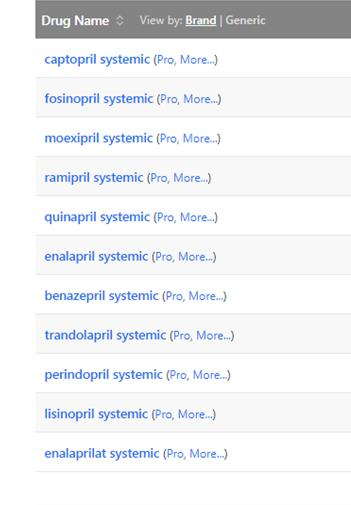 Drug Name View by: Brand | Generic
captopril systemic (Pro, More...)
fosinopril systemic (Pro, More...)
moexipril systemic (Pro, More...)
ramipril systemic (Pro, More...)
quinapril systemic (Pro, More...)
enalapril systemic (Pro, More...)
benazepril systemic (Pro, More...)
trandolapril systemic (Pro, More...)
perindopril systemic (Pro, More...)
lisinopril systemic (Pro, More...)
enalaprilat systemic (Pro, More...)